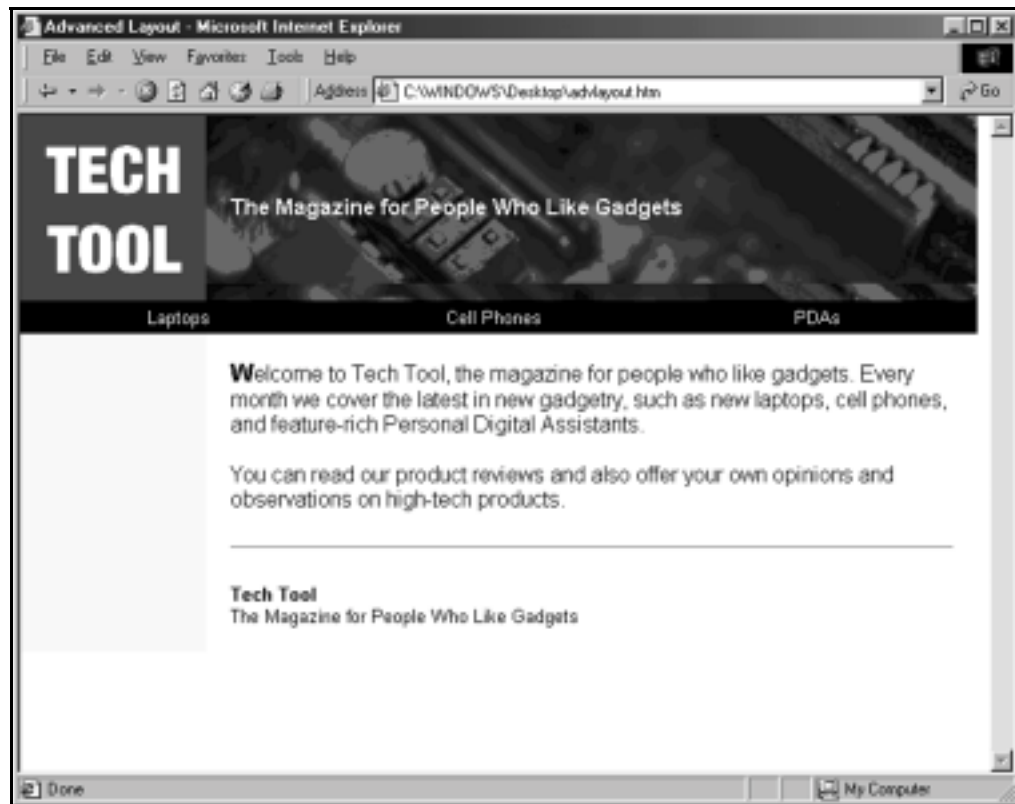 Advanced Layout - Microsoft Internet Explorer
File Edit View Favorites Tools Help
Address C:\WINDOWS\Desktop\advlayout.htm Go
TECH
TOOL
The Magazine for People Who Like Gadgets
Laptops Cell Phones PDAs
Welcome to Tech Tool, the magazine for people who like gadgets. Every
month we cover the latest in new gadgetry, such as new laptops, cell phones,
and feature-rich Personal Digital Assistants.
You can read our product reviews and also offer your own opinions and
observations on high-tech products.
Tech Tool
The Magazine for People Who Like Gadgets
Done My Computer